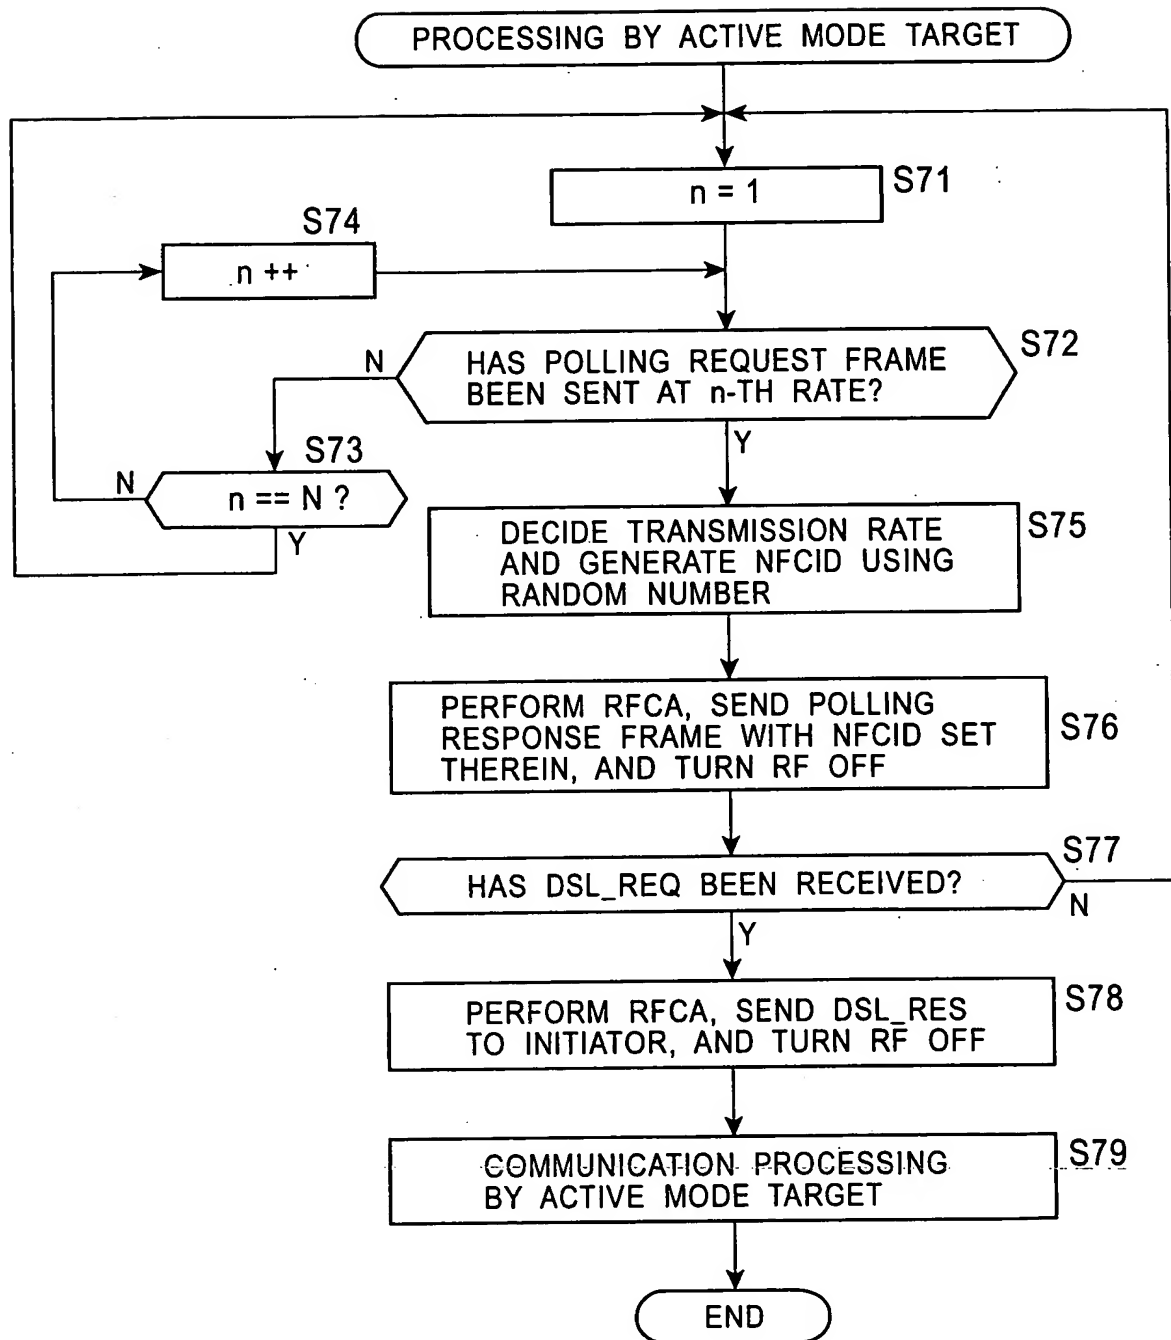 PROCESSING BY ACTIVE MODE TARGET
n = 1
S71
S74
n ++
HAS POLLING REQUEST FRAME
BEEN SENT AT n-TH RATE?
S72
N
Y
S73
n == N ?
N
Y
DECIDE TRANSMISSION RATE
AND GENERATE NFCID USING
RANDOM NUMBER
S75
PERFORM RFCA, SEND POLLING
RESPONSE FRAME WITH NFCID SET
THEREIN, AND TURN RF OFF
S76
HAS DSL_REQ BEEN RECEIVED?
S77
N
Y
PERFORM RFCA, SEND DSL_RES
TO INITIATOR, AND TURN RF OFF
S78
COMMUNICATION PROCESSING
BY ACTIVE MODE TARGET
S79
END